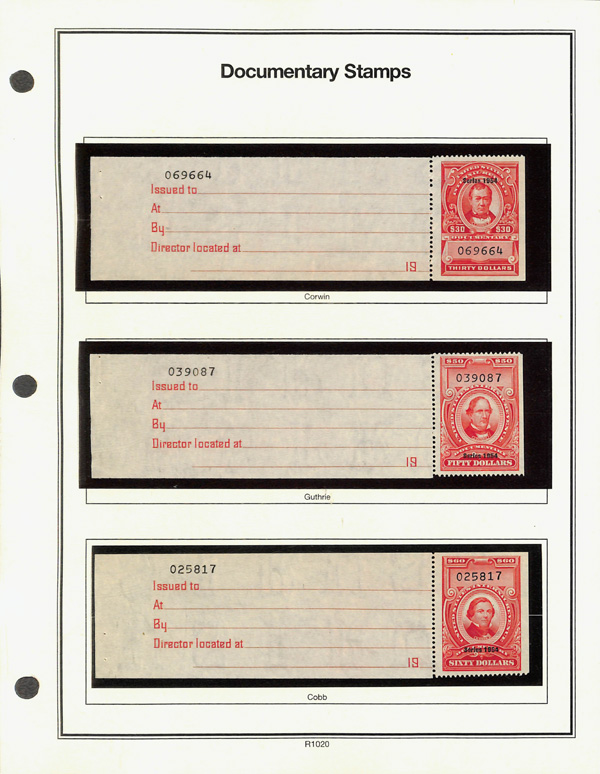 Documentary Stamps
069664
Issued to
At
By
Director located at
19
Series 1954
$30 $30
DOCUMENTARY
069664
THIRTY DOLLARS
Corwin
039087
Issued to
At
By
Director located at
19
$50 $50
039087
DOCUMENTARY
Series 1954
FIFTY DOLLARS
Guthrie
025817
Issued to
At
By
Director located at
19
$60 $60
025817
Series 1954
SIXTY DOLLARS
Cobb
R1020